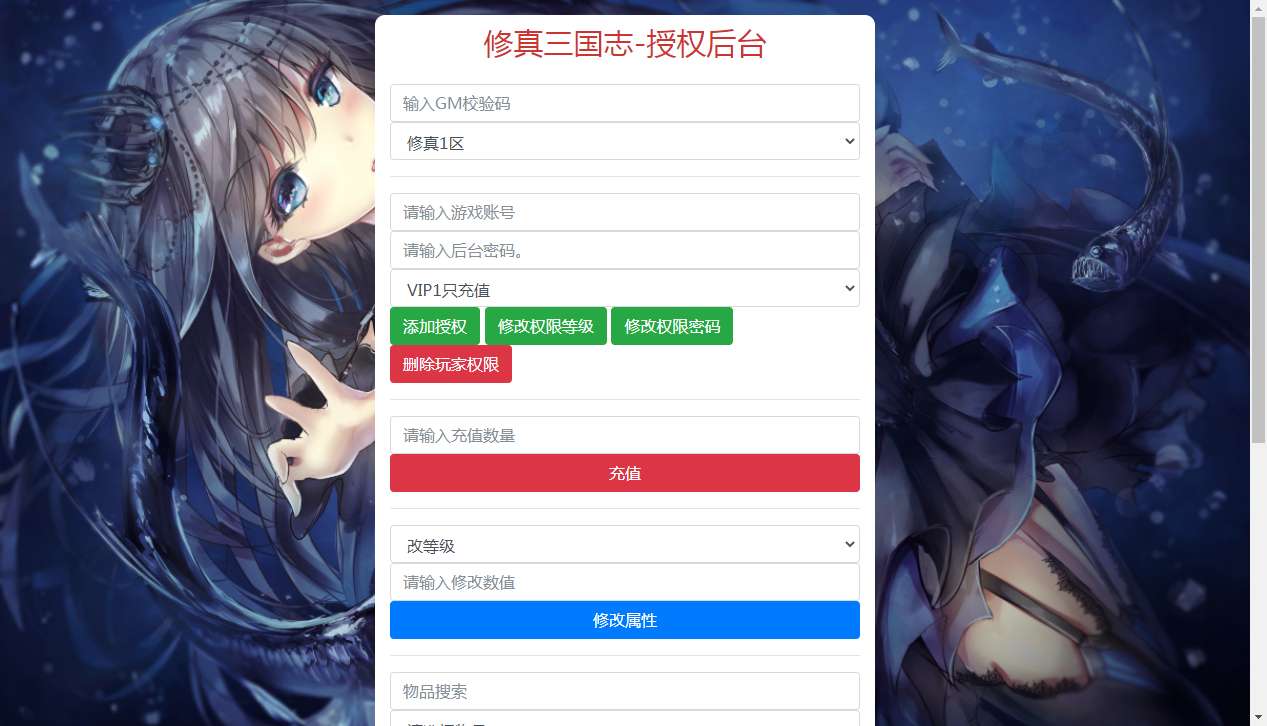 修真三国志-授权后台
输入GM校验码
修真1区
请输入游戏账号
请输入后台密码。
VIP1只充值
添加授权 修改权限等级 修改权限密码
删除玩家权限
请输入充值数量
充值
改等级
请输入修改数值
修改属性
物品搜索